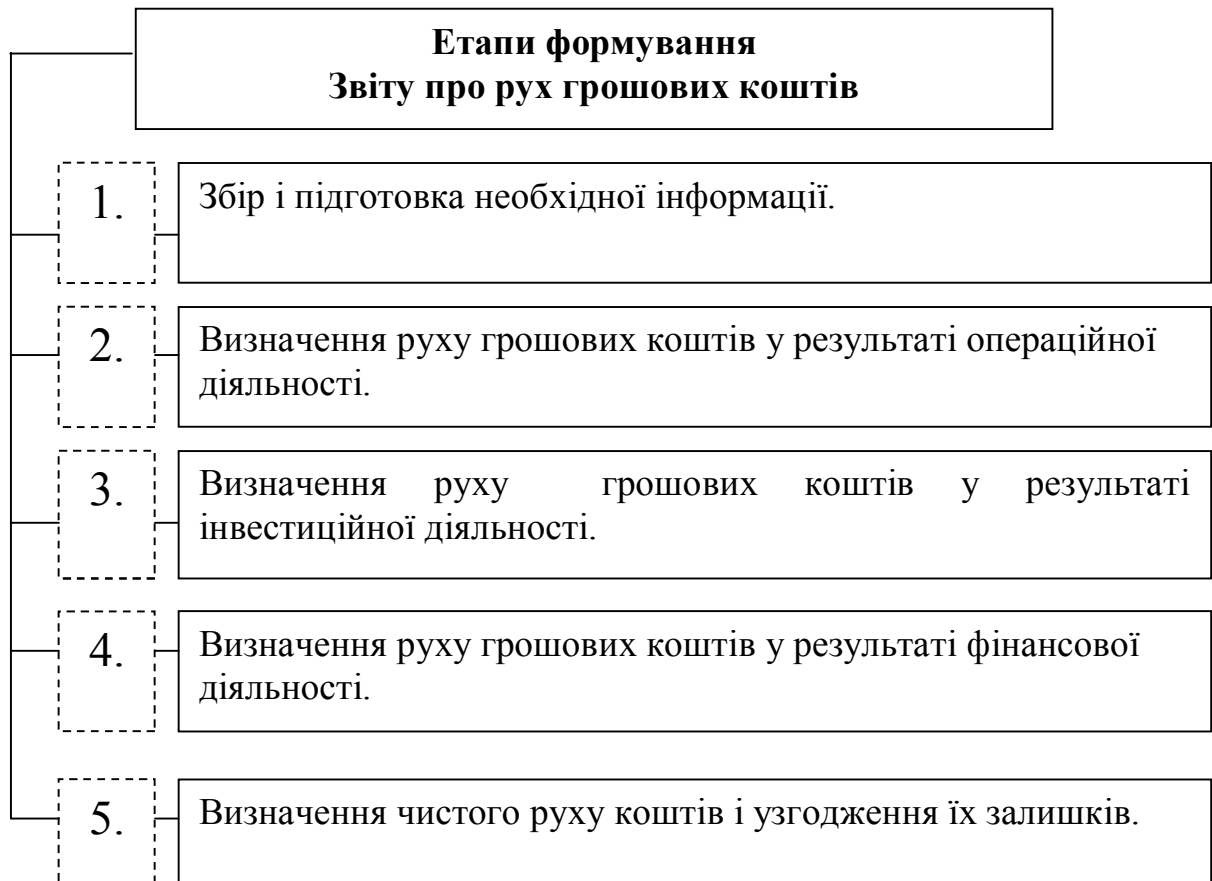 Етапи формування
Звіту про рух грошових коштів
1.
Збір і підготовка необхідної інформації.
2.
Визначення руху грошових коштів у результаті операційної
діяльності.
3.
Визначення руху грошових коштів у результаті
інвестиційної діяльності.
4.
Визначення руху грошових коштів у результаті фінансової
діяльності.
5.
Визначення чистого руху коштів і узгодження їх залишків.